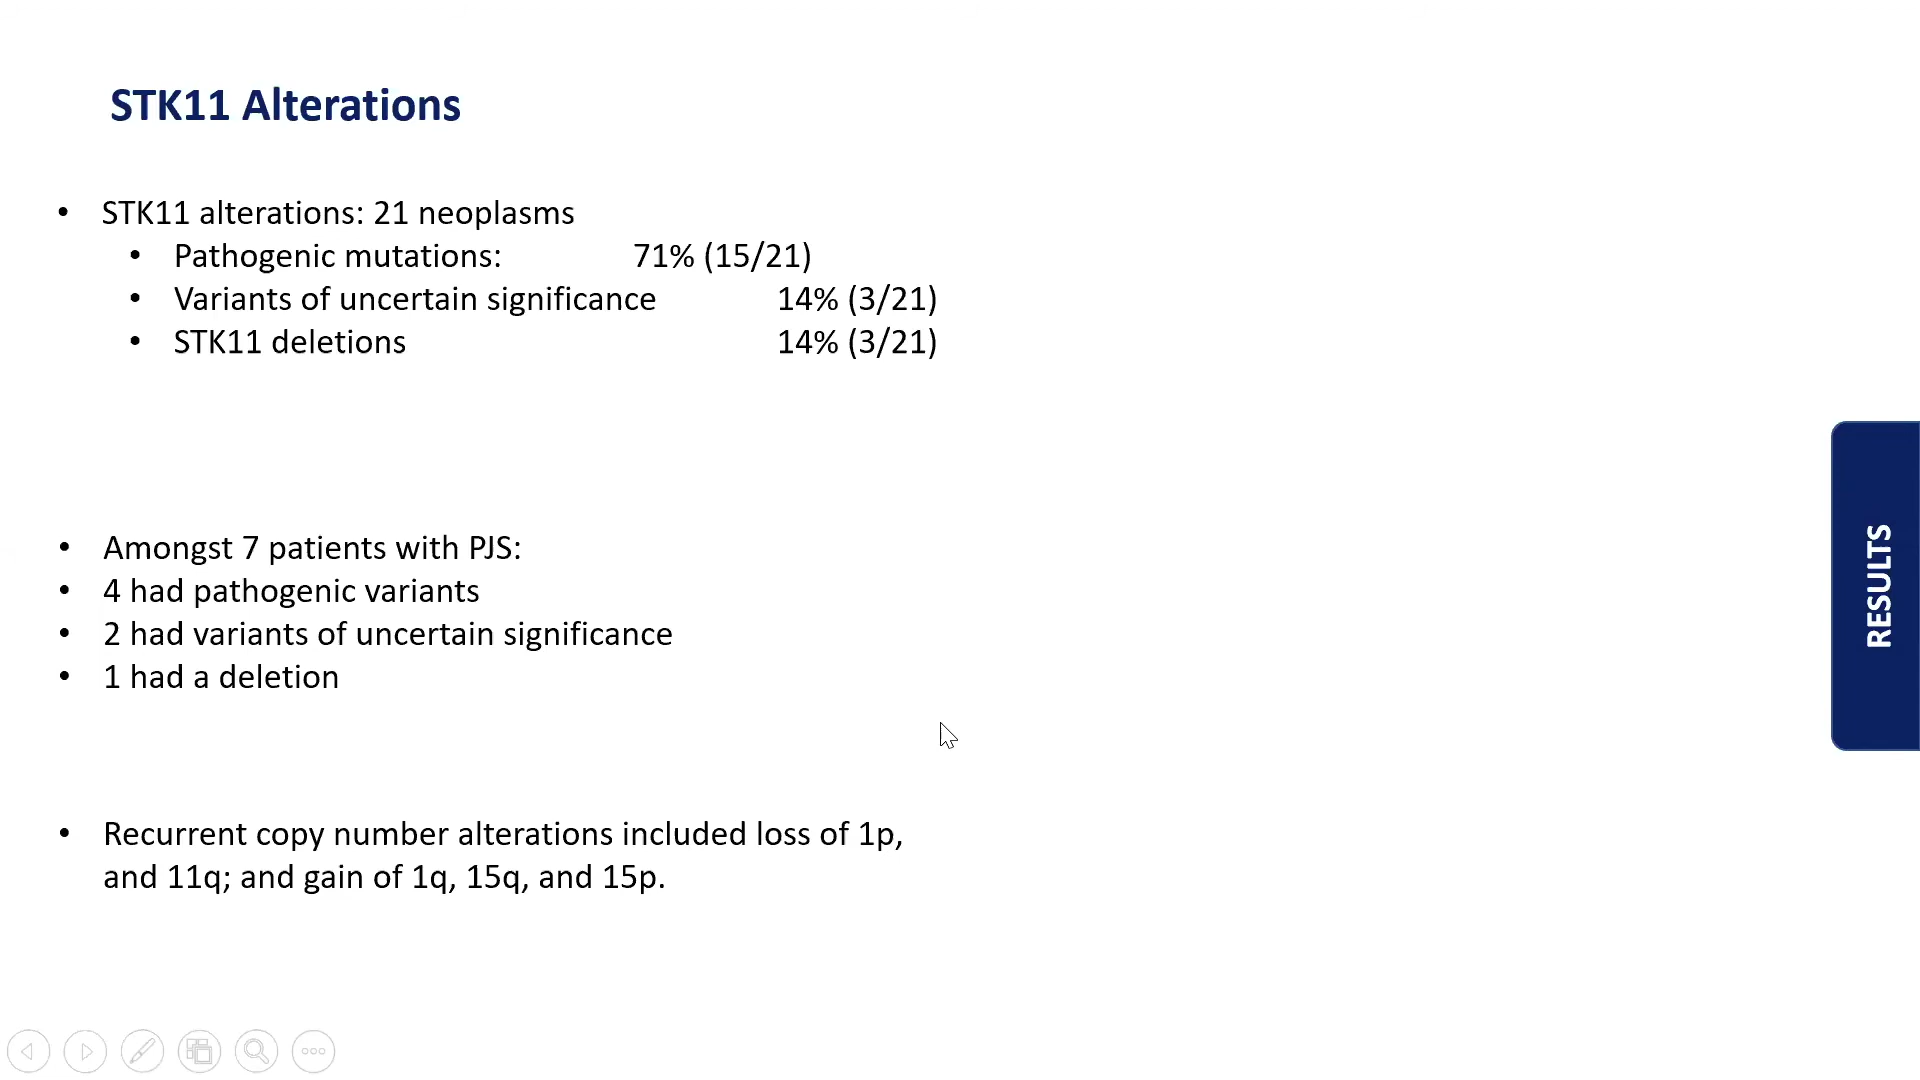 STK11 Alterations
• STK11 alterations: 21 neoplasms
• Pathogenic mutations: 71% (15/21)
• Variants of uncertain significance 14% (3/21)
• STK11 deletions 14% (3/21)
• Amongst 7 patients with PJS:
• 4 had pathogenic variants
• 2 had variants of uncertain significance
• 1 had a deletion
• Recurrent copy number alterations included loss of 1p,
and 11q; and gain of 1q, 15q, and 15p.
RESULTS